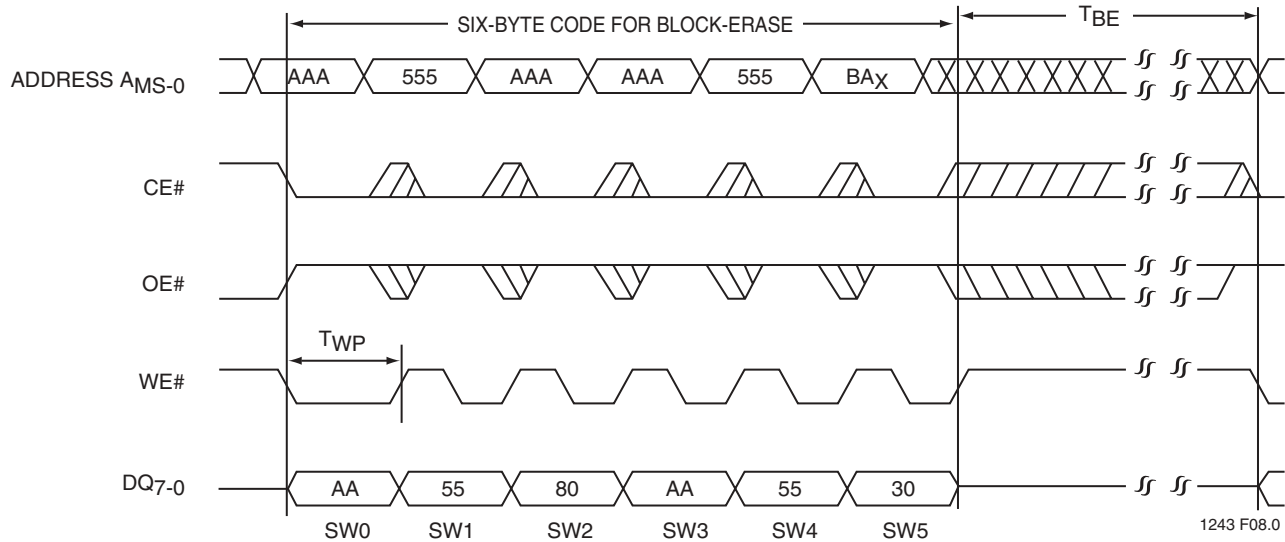 SIX-BYTE CODE FOR BLOCK-ERASE
TBE
ADDRESS AMS-0
AAA 555 AAA AAA 555 BAX
CE#
OE#
TWP
WE#
DQ7-0
AA 55 80 AA 55 30
SW0 SW1 SW2 SW3 SW4 SW5
1243 F08.0